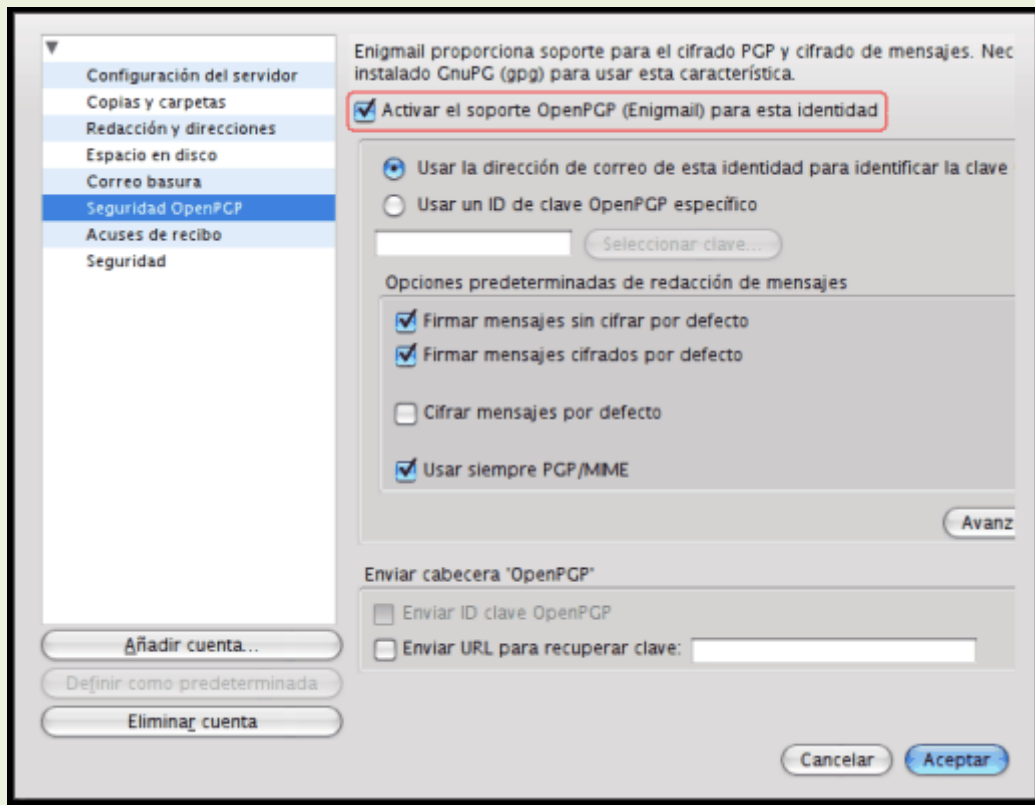 Configuración del servidor
Copias y carpetas
Redacción y direcciones
Espacio en disco
Correo basura
Seguridad OpenPGP
Acuses de recibo
Seguridad
Añadir cuenta...
Definir como predeterminada
Eliminar cuenta
Enigmail proporciona soporte para el cifrado PGP y cifrado de mensajes. Nec
instalado GnuPG (gpg) para usar esta característica.
Activar el soporte OpenPGP (Enigmail) para esta identidad
Usar la dirección de correo de esta identidad para identificar la clave
Usar un ID de clave OpenPGP específico
Seleccionar clave...
Opciones predeterminadas de redacción de mensajes
Firmar mensajes sin cifrar por defecto
Firmar mensajes cifrados por defecto
Cifrar mensajes por defecto
Usar siempre PGP/MIME
Avanz
Enviar cabecera 'OpenPGP'
Enviar ID clave OpenPGP
Enviar URL para recuperar clave:
Cancelar
Aceptar